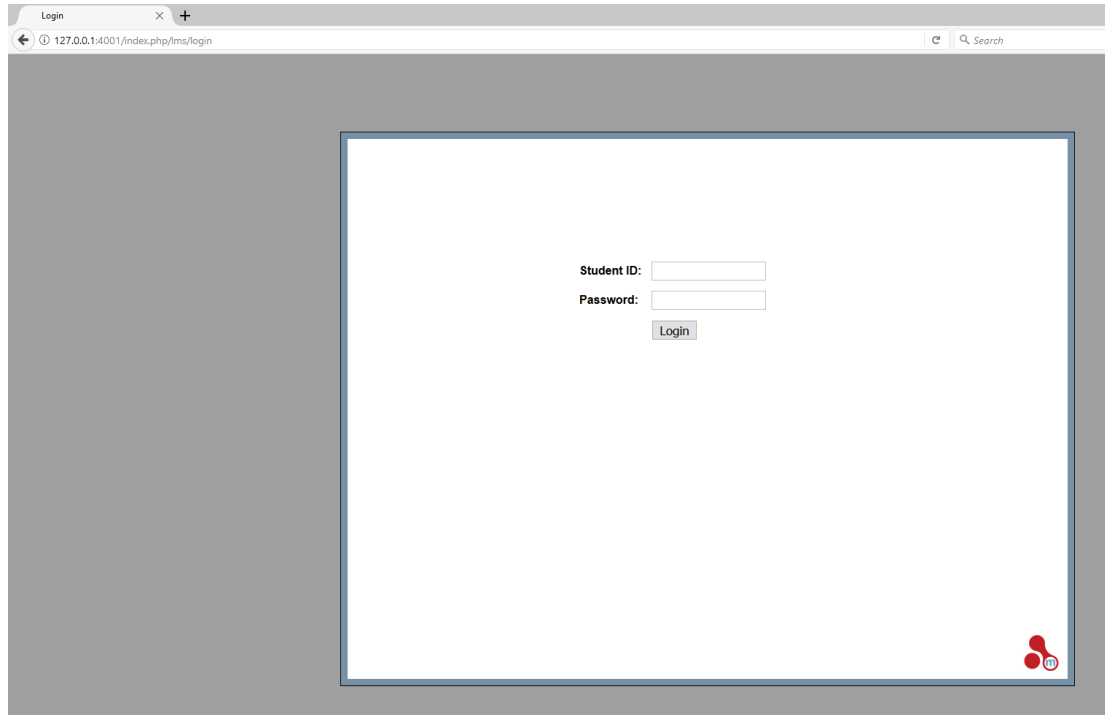 Login
127.0.0.1:4001/index.php/lms/login
Search
Student ID:
Password:
Login
m